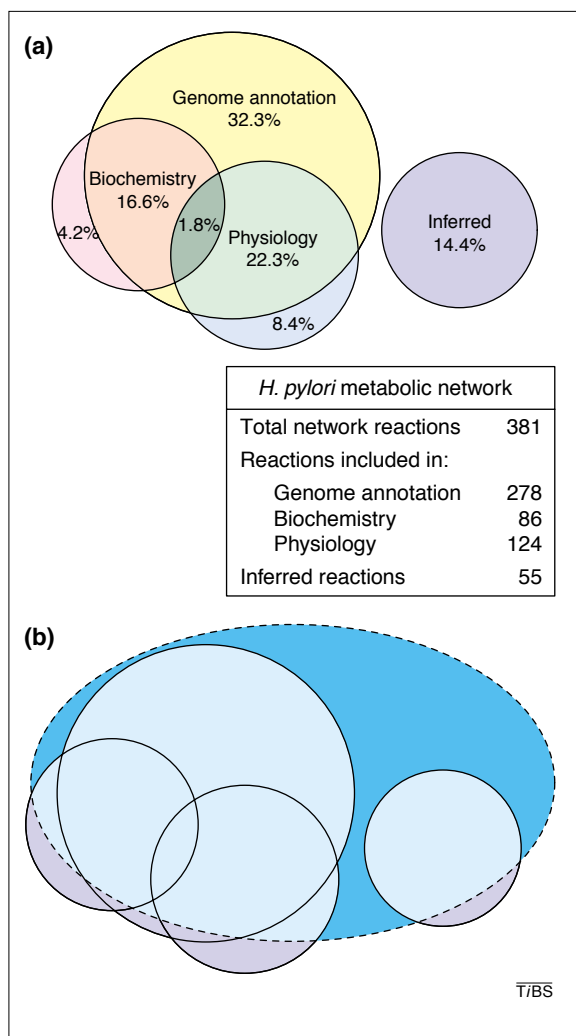 (a)
Genome annotation
32.3%
Biochemistry
16.6%
4.2%
1.8%
Physiology
22.3%
8.4%
Inferred
14.4%
H. pylori metabolic network
Total network reactions 381
Reactions included in:
Genome annotation 278
Biochemistry 86
Physiology 124
Inferred reactions 55
(b)
TiBS